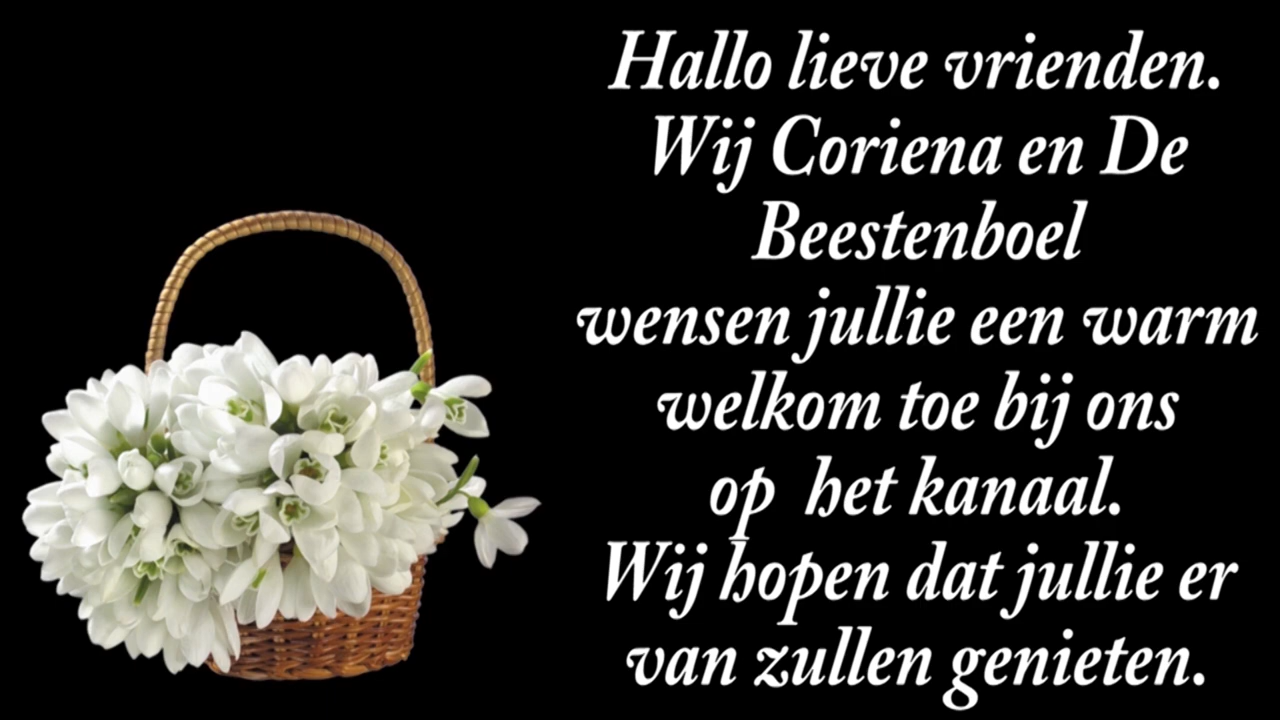 Hallo lieve vrienden.
Wij Coriena en De
Beestenboel
wensen jullie een warm
welkom toe bij ons
op het kanaal.
Wij hopen dat jullie er
van zullen genieten.